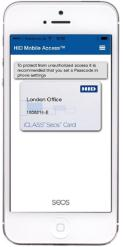 HID Mobile Access™
To protect from unauthorized access it is
recommended that you set a Passcode in
phone settings
HID
London Office
iCLASS Seos® Card
seos